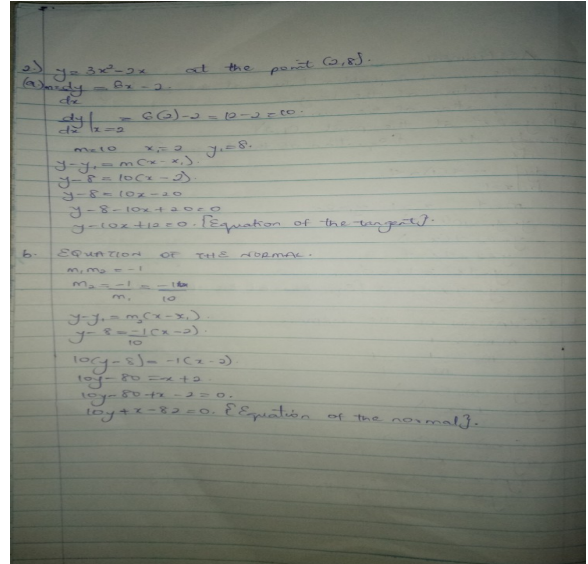 2) y = 3x² - 2x at the point (2,8).
(a) m = dy/dx = 6x - 2.
dy/dx | x=2 = 6(2) - 2 = 12 - 2 = 10.
m=10 x₁=2 y₁=8.
y - y₁ = m(x - x₁).
y - 8 = 10(x - 2)
y - 8 = 10x - 20
y - 8 - 10x + 20 = 0
y - 10x + 12 = 0. {Equation of the tangent}.
b. EQUATION OF THE NORMAL.
m₁m₂ = -1
m₂ = -1/m₁ = -1/10
y - y₁ = m₂(x - x₁).
y - 8 = -1/10 (x - 2).
10(y - 8) = -1(x - 2)
10y - 80 = -x + 2
10y - 80 + x - 2 = 0.
10y + x - 82 = 0. {Equation of the normal}.